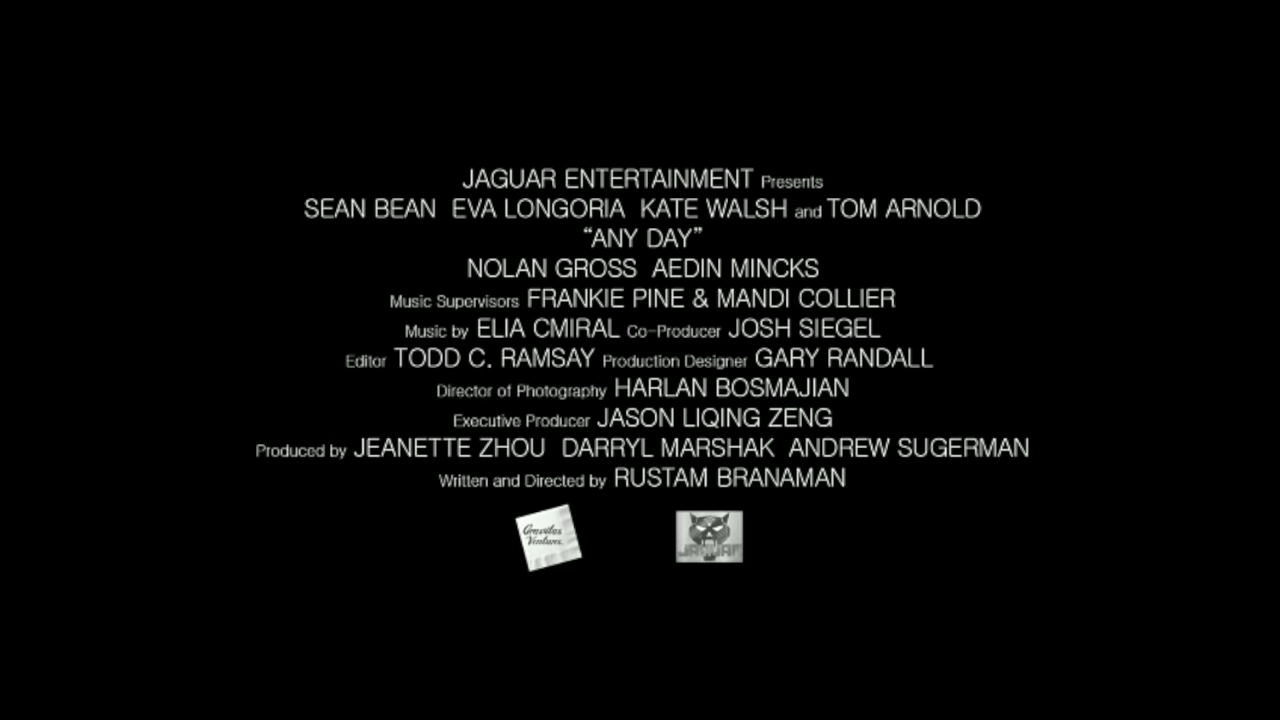 JAGUAR ENTERTAINMENT Presents
SEAN BEAN EVA LONGORIA KATE WALSH and TOM ARNOLD
“ANY DAY”
NOLAN GROSS AEDIN MINCKS
Music Supervisors FRANKIE PINE & MANDI COLLIER
Music by ELIA CMIRAL Co-Producer JOSH SIEGEL
Editor TODD C. RAMSAY Production Designer GARY RANDALL
Director of Photography HARLAN BOSMAJIAN
Executive Producer JASON LIQING ZENG
Produced by JEANETTE ZHOU DARRYL MARSHAK ANDREW SUGERMAN
Written and Directed by RUSTAM BRANAMAN
Gravitas
Ventures
JAGUAR